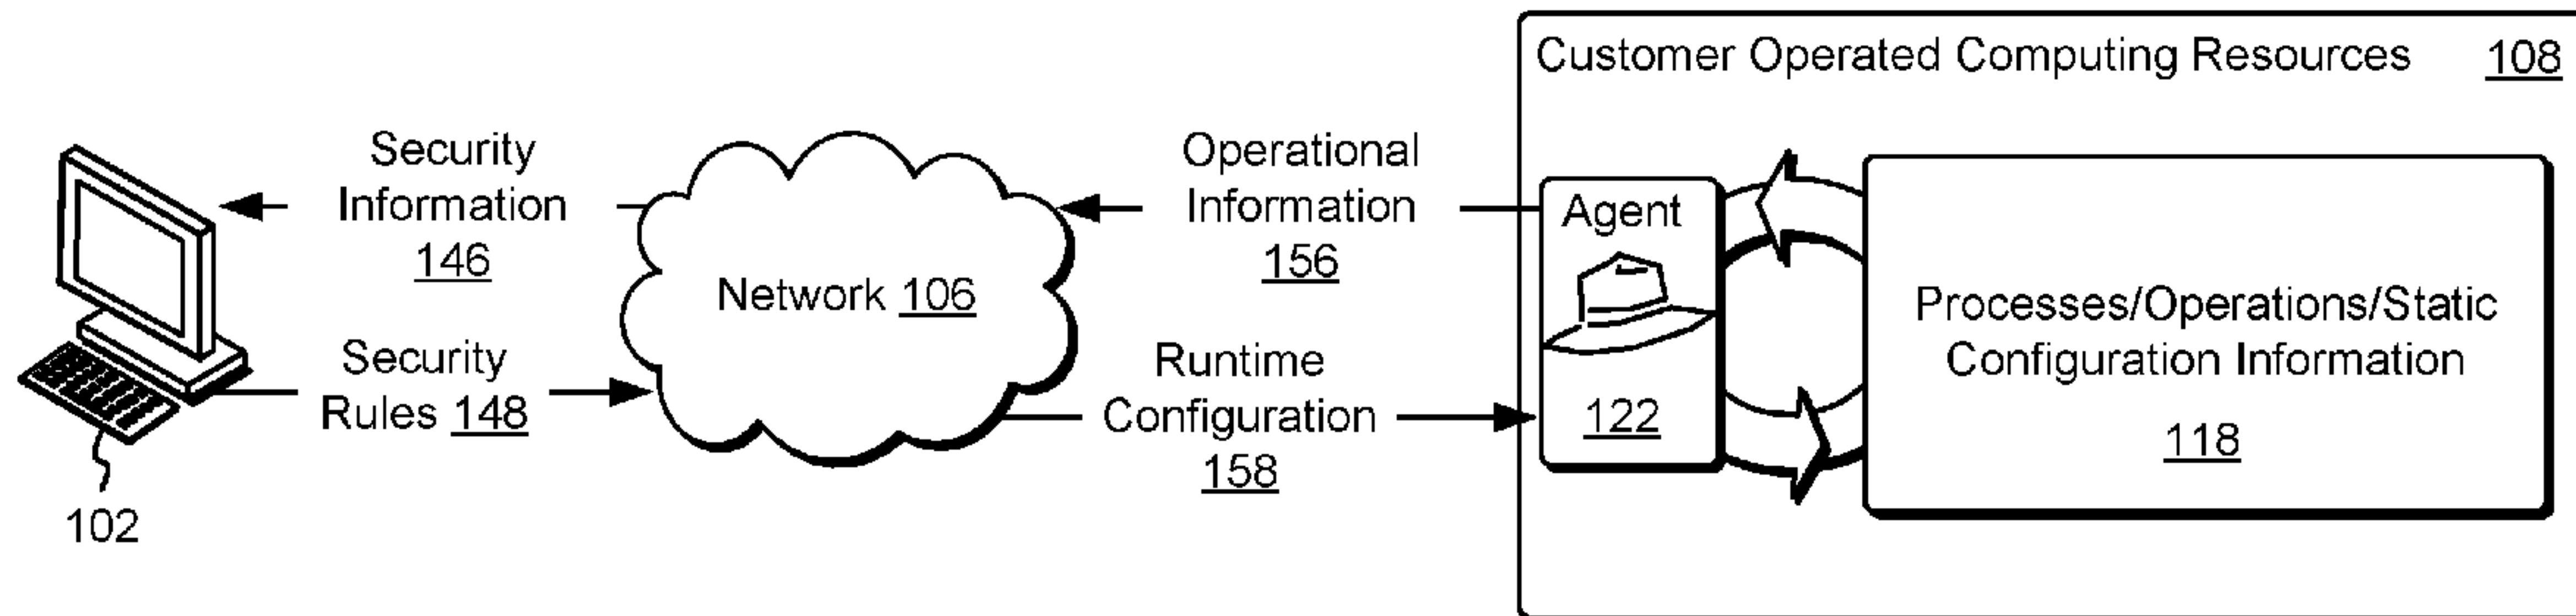 Customer Operated Computing Resources 108
Security
Information
146
Security
Rules 148
102
Network 106
Operational
Information
156
Runtime
Configuration
158
Agent
122
Processes/Operations/Static
Configuration Information
118